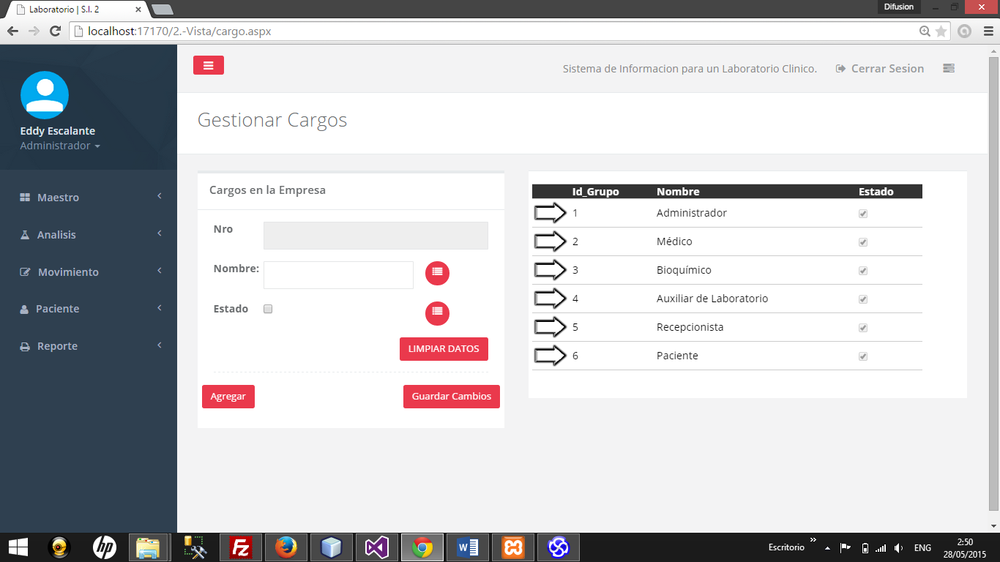 Laboratorio | S.I. 2
Difusion
localhost:17170/2.-Vista/cargo.aspx
Eddy Escalante
Administrador
Maestro
Analisis
Movimiento
Paciente
Reporte
Sistema de Informacion para un Laboratorio Clinico.
Cerrar Sesion
Gestionar Cargos
Cargos en la Empresa
Nro
Nombre:
Estado
LIMPIAR DATOS
Agregar
Guardar Cambios
Id_Grupo Nombre Estado
1 Administrador
2 Médico
3 Bioquímico
4 Auxiliar de Laboratorio
5 Recepcionista
6 Paciente
hp
Fz
W
Escritorio
ENG
2:50
28/05/2015